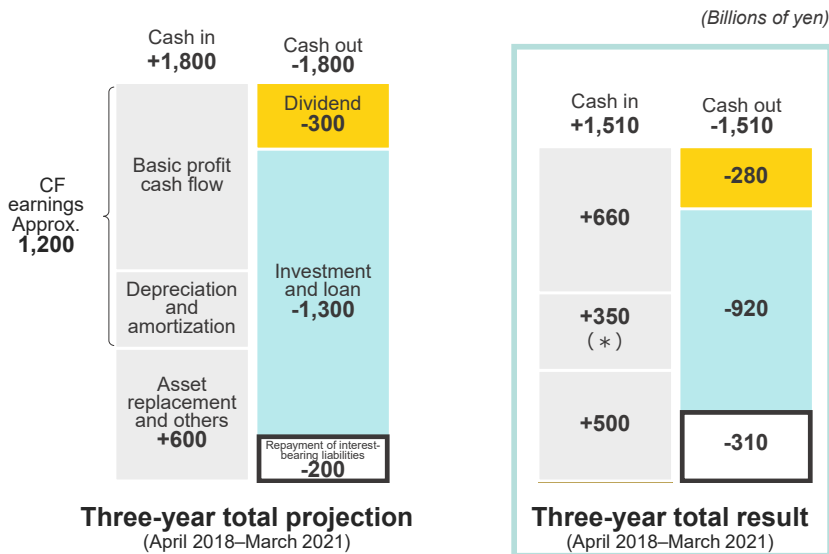 (Billions of yen)
Cash in
+1,800
Cash out
-1,800
CF
earnings
Approx.
1,200
Basic profit
cash flow
Depreciation
and
amortization
Asset
replacement
and others
+600
Dividend
-300
Investment
and loan
-1,300
Repayment of interest-
bearing liabilities
-200
Three-year total projection
(April 2018–March 2021)
Cash in
+1,510
Cash out
-1,510
+660
+350
(＊)
+500
-280
-920
-310
Three-year total result
(April 2018–March 2021)